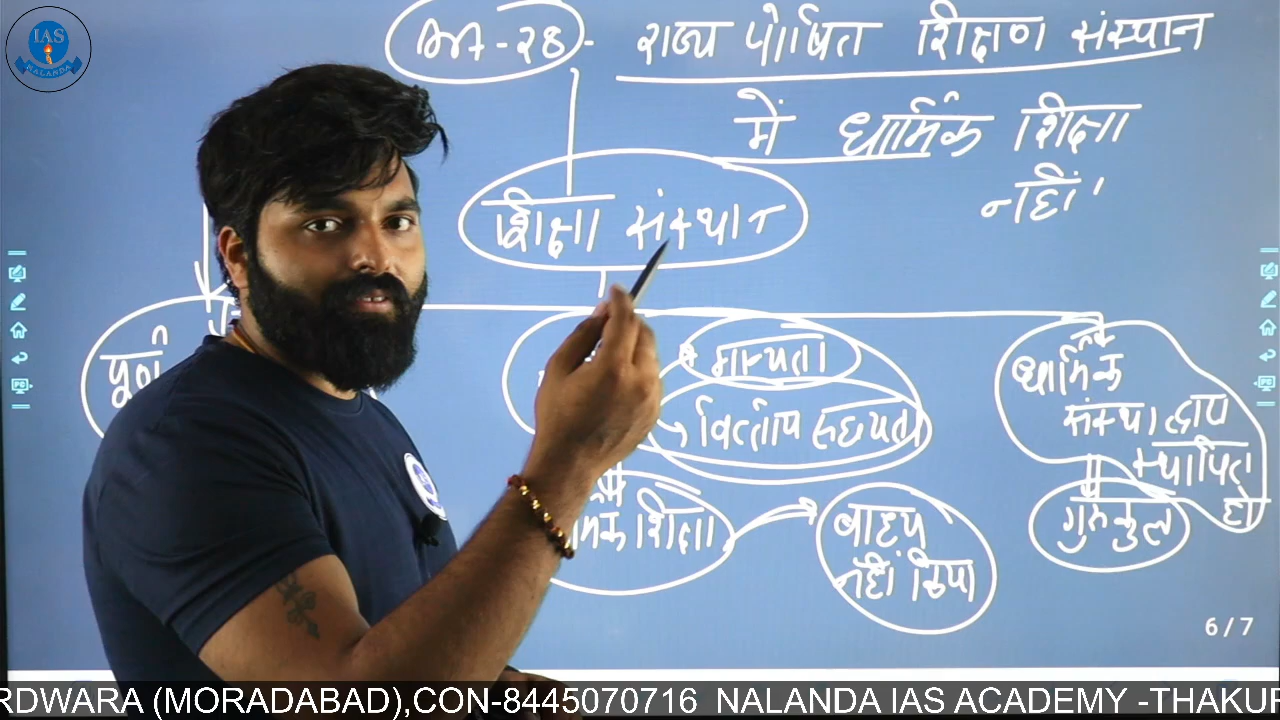 IAS
NALANDA
अनु-28- राज्य पोषित शिक्षण संस्थान
में धार्मिक शिक्षा
नहीं'
शिक्षा संस्थान
पूर्ण
मान्यता
वित्तीय सहायता
धार्मिक
संस्था द्वारा
स्थापित
हो
गुरुकुल
मिक शिक्षा
बाध्य
नहीं किया
6 / 7
RDWARA (MORADABAD),CON-8445070716 NALANDA IAS ACADEMY -THAKUR